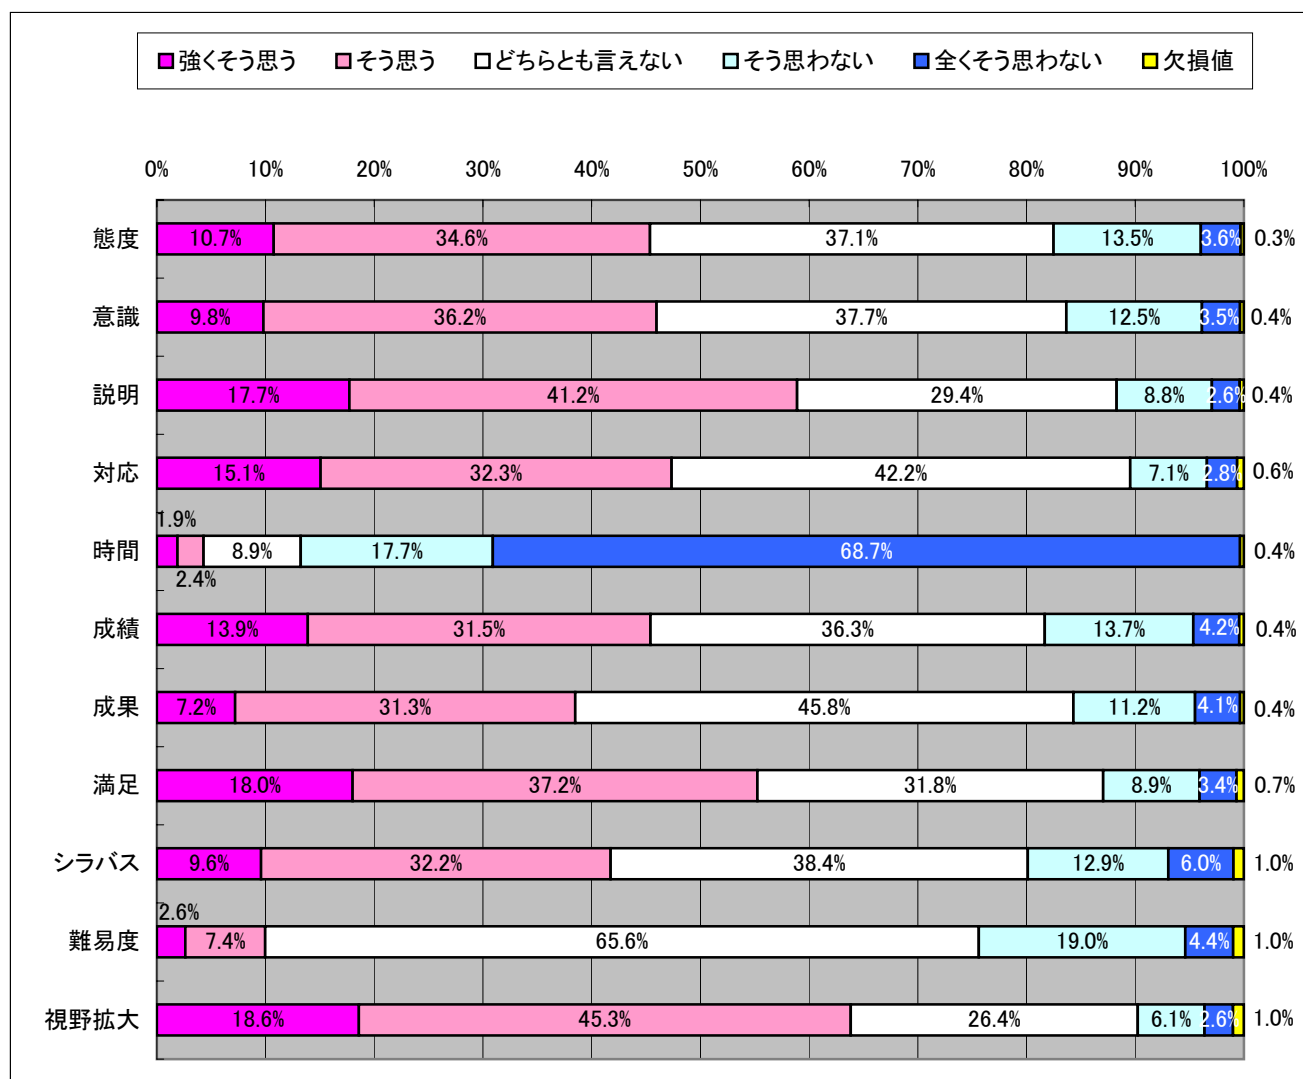 強くそう思う そう思う どちらとも言えない そう思わない 全くそう思わない 欠損値
0% 10% 20% 30% 40% 50% 60% 70% 80% 90% 100%
態度 10.7% 34.6% 37.1% 13.5% 3.6% 0.3%
意識 9.8% 36.2% 37.7% 12.5% 3.5% 0.4%
説明 17.7% 41.2% 29.4% 8.8% 2.6% 0.4%
対応 15.1% 32.3% 42.2% 7.1% 2.8% 0.6%
1.9%
時間 8.9% 17.7% 68.7% 0.4%
2.4%
成績 13.9% 31.5% 36.3% 13.7% 4.2% 0.4%
成果 7.2% 31.3% 45.8% 11.2% 4.1% 0.4%
満足 18.0% 37.2% 31.8% 8.9% 3.4% 0.7%
シラバス 9.6% 32.2% 38.4% 12.9% 6.0% 1.0%
2.6%
難易度 7.4% 65.6% 19.0% 4.4% 1.0%
視野拡大 18.6% 45.3% 26.4% 6.1% 2.6% 1.0%